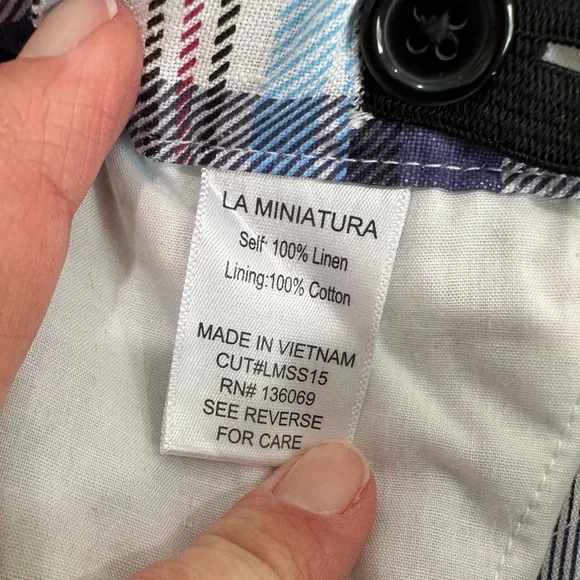 LA MINIATURA
Self: 100% Linen
Lining:100% Cotton
MADE IN VIETNAM
CUT#LMSS15
RN# 136069
SEE REVERSE
FOR CARE